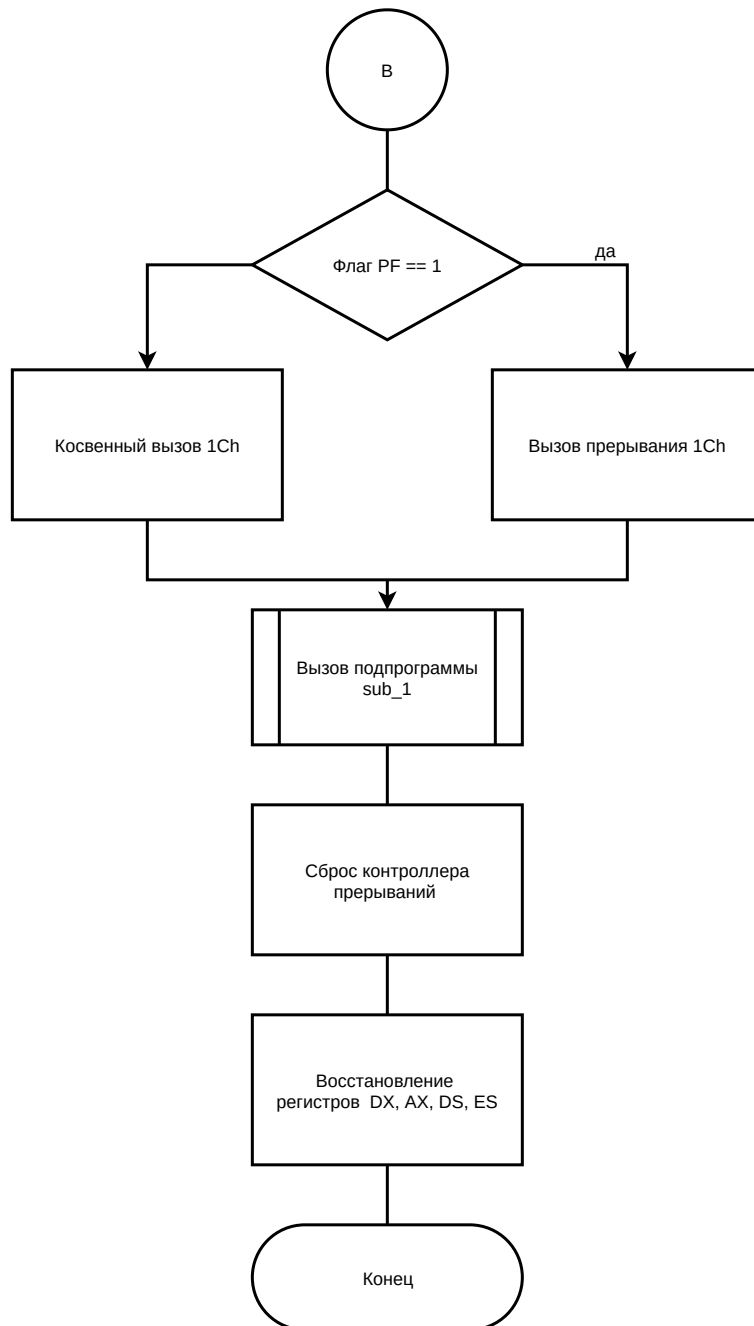 B
Флаг PF == 1
да
Косвенный вызов 1Ch
Вызов прерывания 1Ch
Вызов подпрограммы
sub_1
Сброс контроллера
прерываний
Восстановление
регистров  DX, AX, DS, ES
Конец